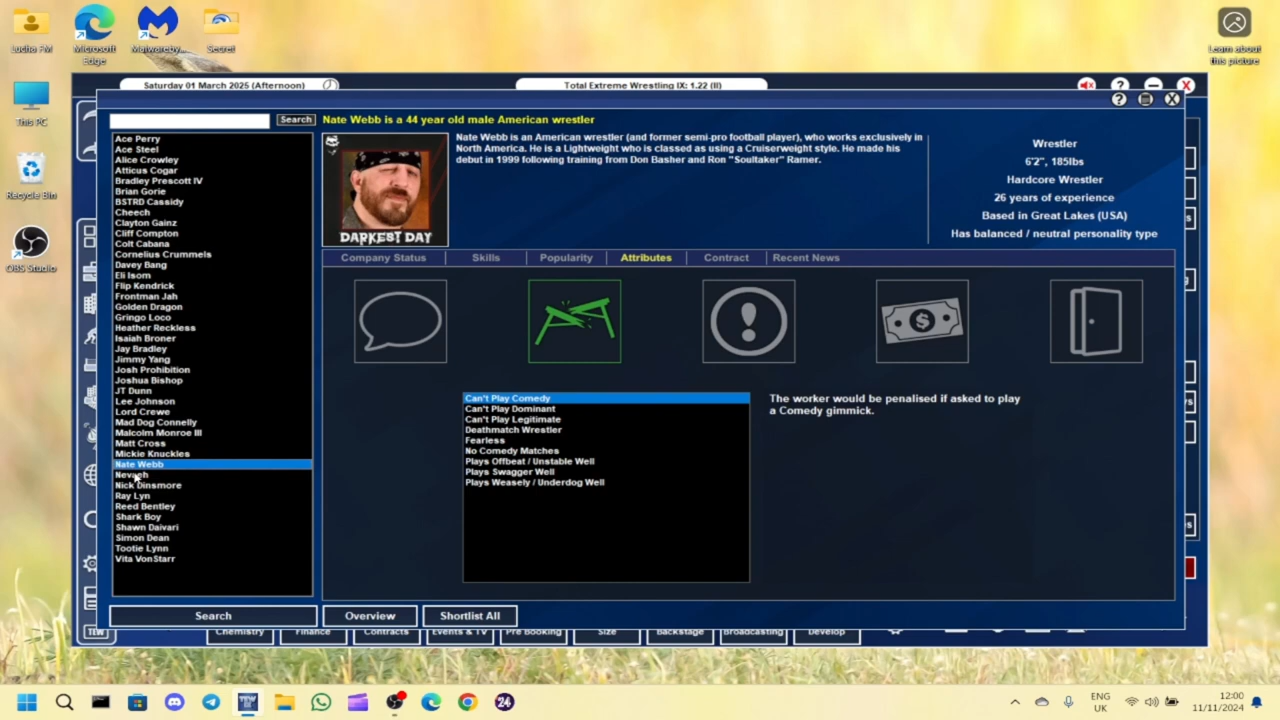 Lucha FM
Microsoft Edge
Malwareby...
Secret
Learn about this picture
This PC
Recycle Bin
OBS Studio
Saturday 01 March 2025 (Afternoon)
Total Extreme Wrestling IX: 1.22 (II)
Search
Nate Webb is a 44 year old male American wrestler
Ace Perry
Ace Steel
Alice Crowley
Atticus Cogar
Bradley Prescott IV
Brian Gorie
BSTRD Cassidy
Cheech
Clayton Gainz
Cliff Compton
Colt Cabana
Cornelius Crummels
Davey Bang
Eli Isom
Flip Kendrick
Frontman Jah
Golden Dragon
Gringo Loco
Heather Reckless
Isaiah Broner
Jay Bradley
Jimmy Yang
Josh Prohibition
Joshua Bishop
JT Dunn
Lee Johnson
Lord Crewe
Mad Dog Connelly
Malcolm Monroe III
Matt Cross
Mickie Knuckles
Nate Webb
Nevaeh
Nick Dinsmore
Ray Lyn
Reed Bentley
Shark Boy
Shawn Daivari
Simon Dean
Tootie Lynn
Vita VonStarr
DARKEST DAY
Nate Webb is an American wrestler (and former semi-pro football player), who works exclusively in
North America. He is a Lightweight who is classed as using a Cruiserweight style. He made his
debut in 1999 following training from Don Basher and Ron "Soultaker" Ramer.
Wrestler
6'2", 185lbs
Hardcore Wrestler
26 years of experience
Based in Great Lakes (USA)
Has balanced / neutral personality type
Company Status
Skills
Popularity
Attributes
Contract
Recent News
Can't Play Comedy
Can't Play Dominant
Can't Play Legitimate
Deathmatch Wrestler
Fearless
No Comedy Matches
Plays Offbeat / Unstable Well
Plays Swagger Well
Plays Weasely / Underdog Well
The worker would be penalised if asked to play
a Comedy gimmick.
Search
Overview
Shortlist All
TEW
Chemistry
Finance
Contracts
Events & TV
Pre Booking
Size
Backstage
Broadcasting
Develop
24
ENG
UK
12:00
11/11/2024